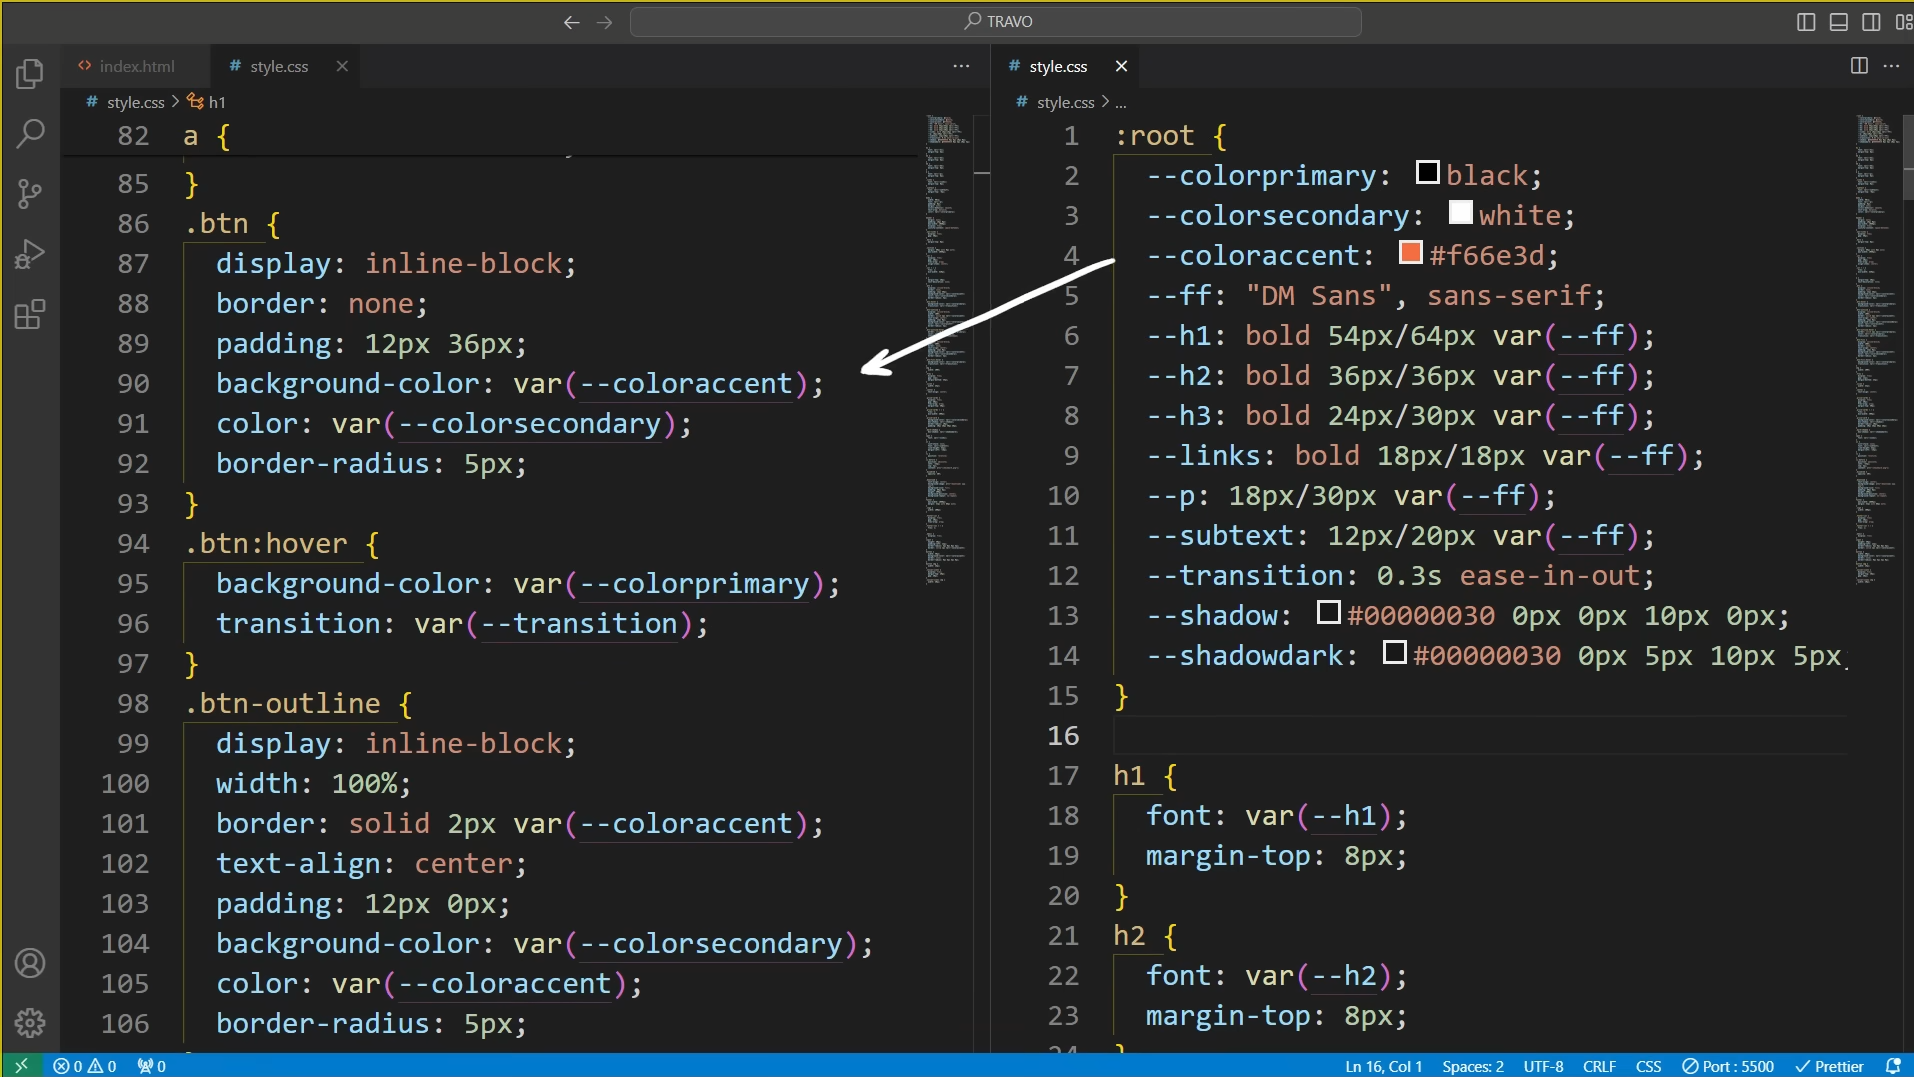 TRAVO
index.html
# style.css
style.css > h1
82 a {
85 }
86 .btn {
87 display: inline-block;
88 border: none;
89 padding: 12px 36px;
90 background-color: var(--coloraccent);
91 color: var(--colorsecondary);
92 border-radius: 5px;
93 }
94 .btn:hover {
95 background-color: var(--colorprimary);
96 transition: var(--transition);
97 }
98 .btn-outline {
99 display: inline-block;
100 width: 100%;
101 border: solid 2px var(--coloraccent);
102 text-align: center;
103 padding: 12px 0px;
104 background-color: var(--colorsecondary);
105 color: var(--coloraccent);
106 border-radius: 5px;
# style.css
# style.css > ...
1 :root {
2 --colorprimary: black;
3 --colorsecondary: white;
4 --coloraccent: #f66e3d;
5 --ff: "DM Sans", sans-serif;
6 --h1: bold 54px/64px var(--ff);
7 --h2: bold 36px/36px var(--ff);
8 --h3: bold 24px/30px var(--ff);
9 --links: bold 18px/18px var(--ff);
10 --p: 18px/30px var(--ff);
11 --subtext: 12px/20px var(--ff);
12 --transition: 0.3s ease-in-out;
13 --shadow: #00000030 0px 0px 10px 0px;
14 --shadowdark: #00000030 0px 5px 10px 5px
15 }
16
17 h1 {
18 font: var(--h1);
19 margin-top: 8px;
20 }
21 h2 {
22 font: var(--h2);
23 margin-top: 8px;
24 }
0 0 0
Ln 16, Col 1 Spaces: 2 UTF-8 CRLF CSS Port : 5500 Prettier